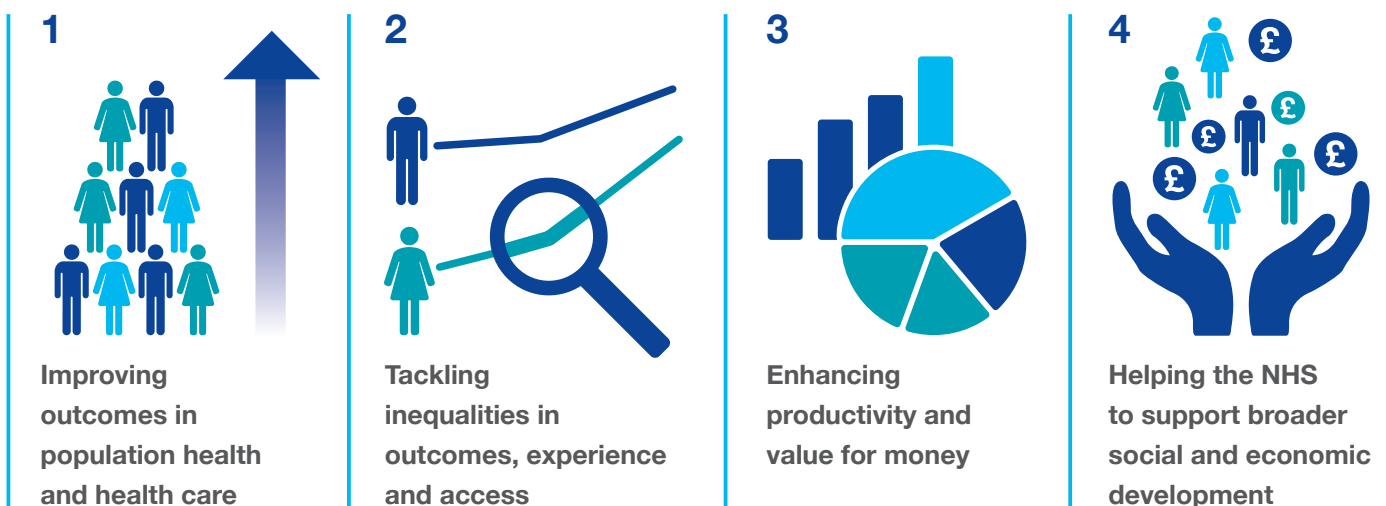 1
Improving
outcomes in
population health
and health care
2
Tackling
inequalities in
outcomes, experience
and access
3
Enhancing
productivity and
value for money
4
£
£
£
£
£
Helping the NHS
to support broader
social and economic
development